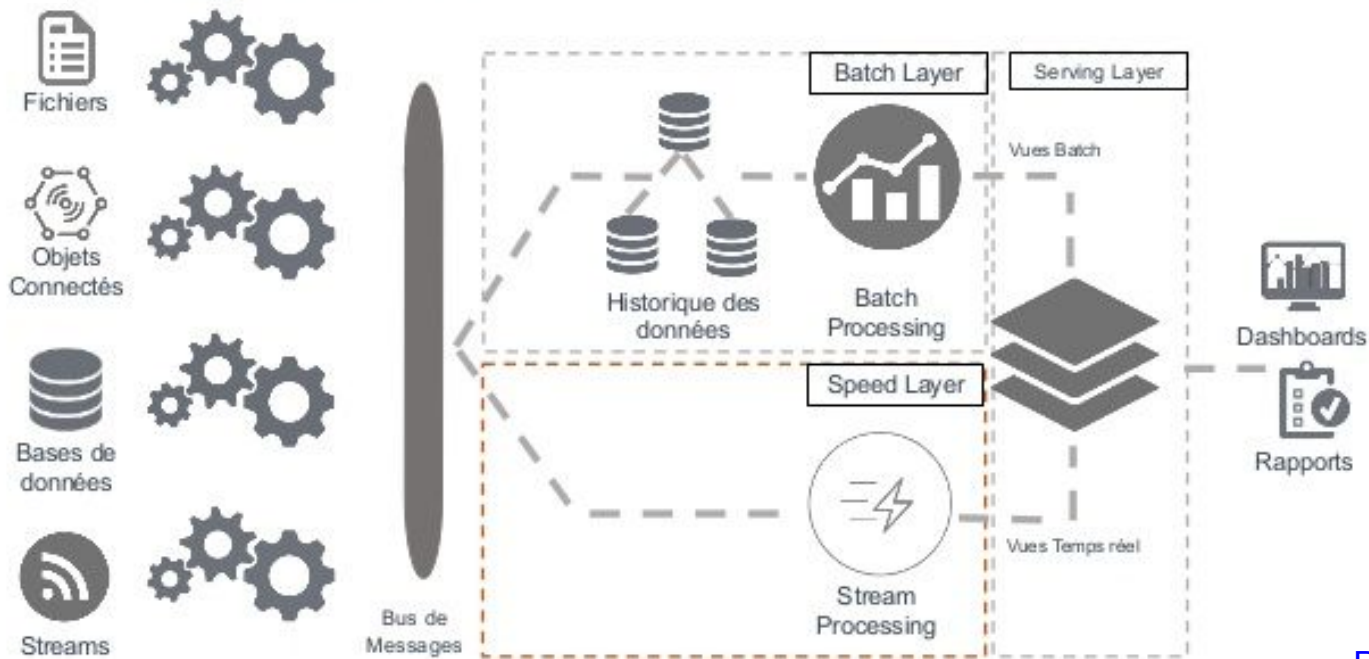 Fichiers
Objets
Connectés
Bases de
données
Streams
Bus de
Messages
Batch Layer
Historique des
données
Batch
Processing
Speed Layer
Stream
Processing
Serving Layer
Vues Batch
Vues Temps réel
Dashboards
Rapports